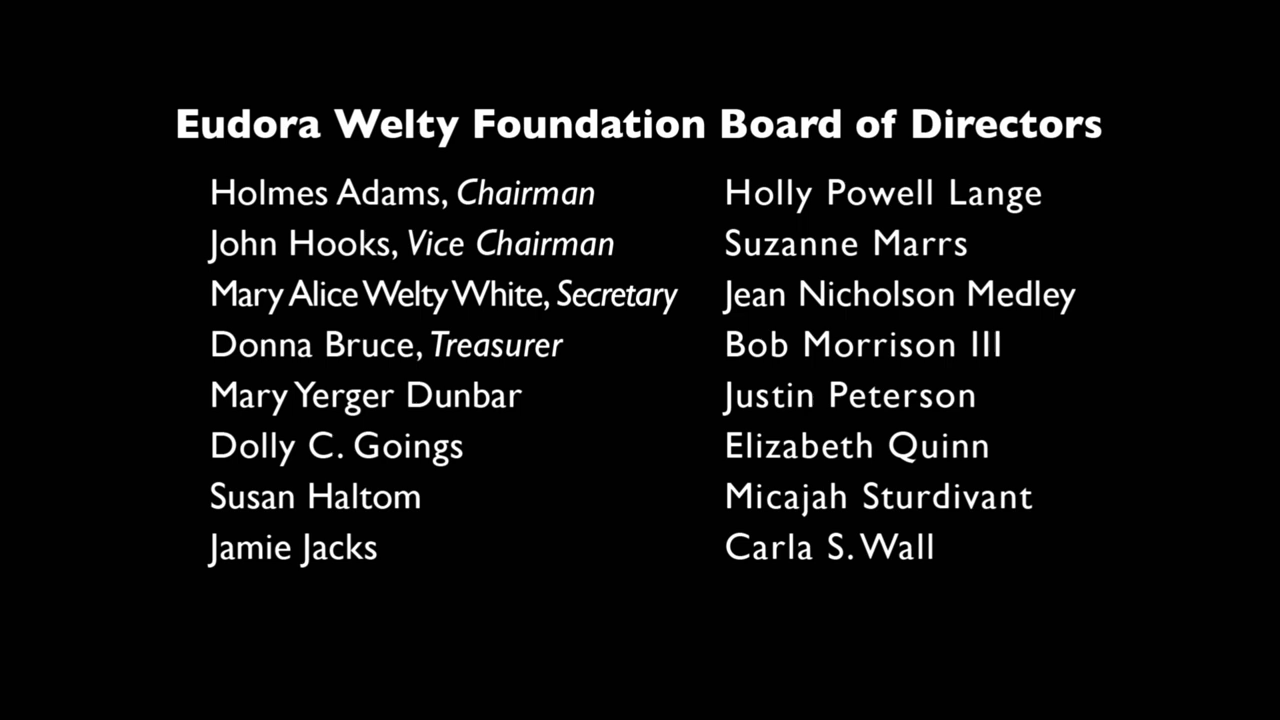 Eudora Welty Foundation Board of Directors
Holmes Adams, Chairman
John Hooks, Vice Chairman
Mary Alice Welty White, Secretary
Donna Bruce, Treasurer
Mary Yerger Dunbar
Dolly C. Goings
Susan Haltom
Jamie Jacks
Holly Powell Lange
Suzanne Marrs
Jean Nicholson Medley
Bob Morrison III
Justin Peterson
Elizabeth Quinn
Micajah Sturdivant
Carla S. Wall